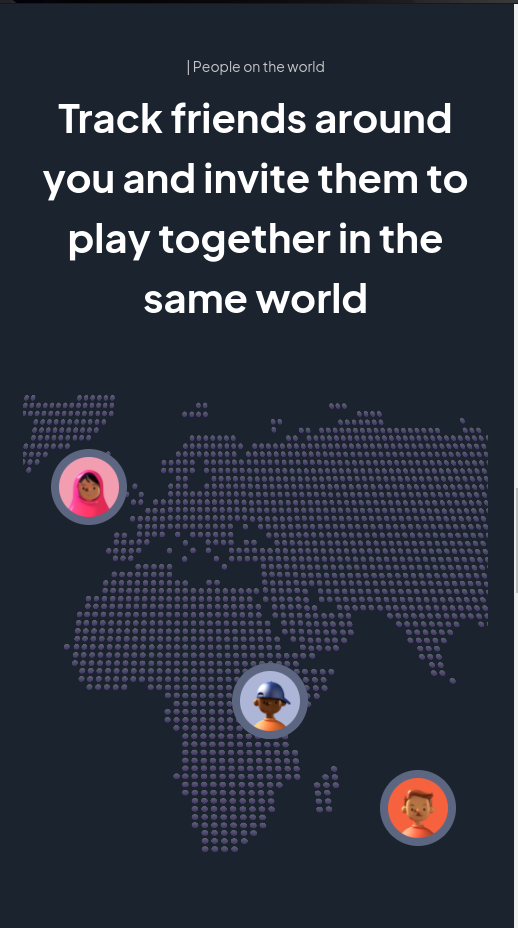 | People on the world
Track friends around
you and invite them to
play together in the
same world